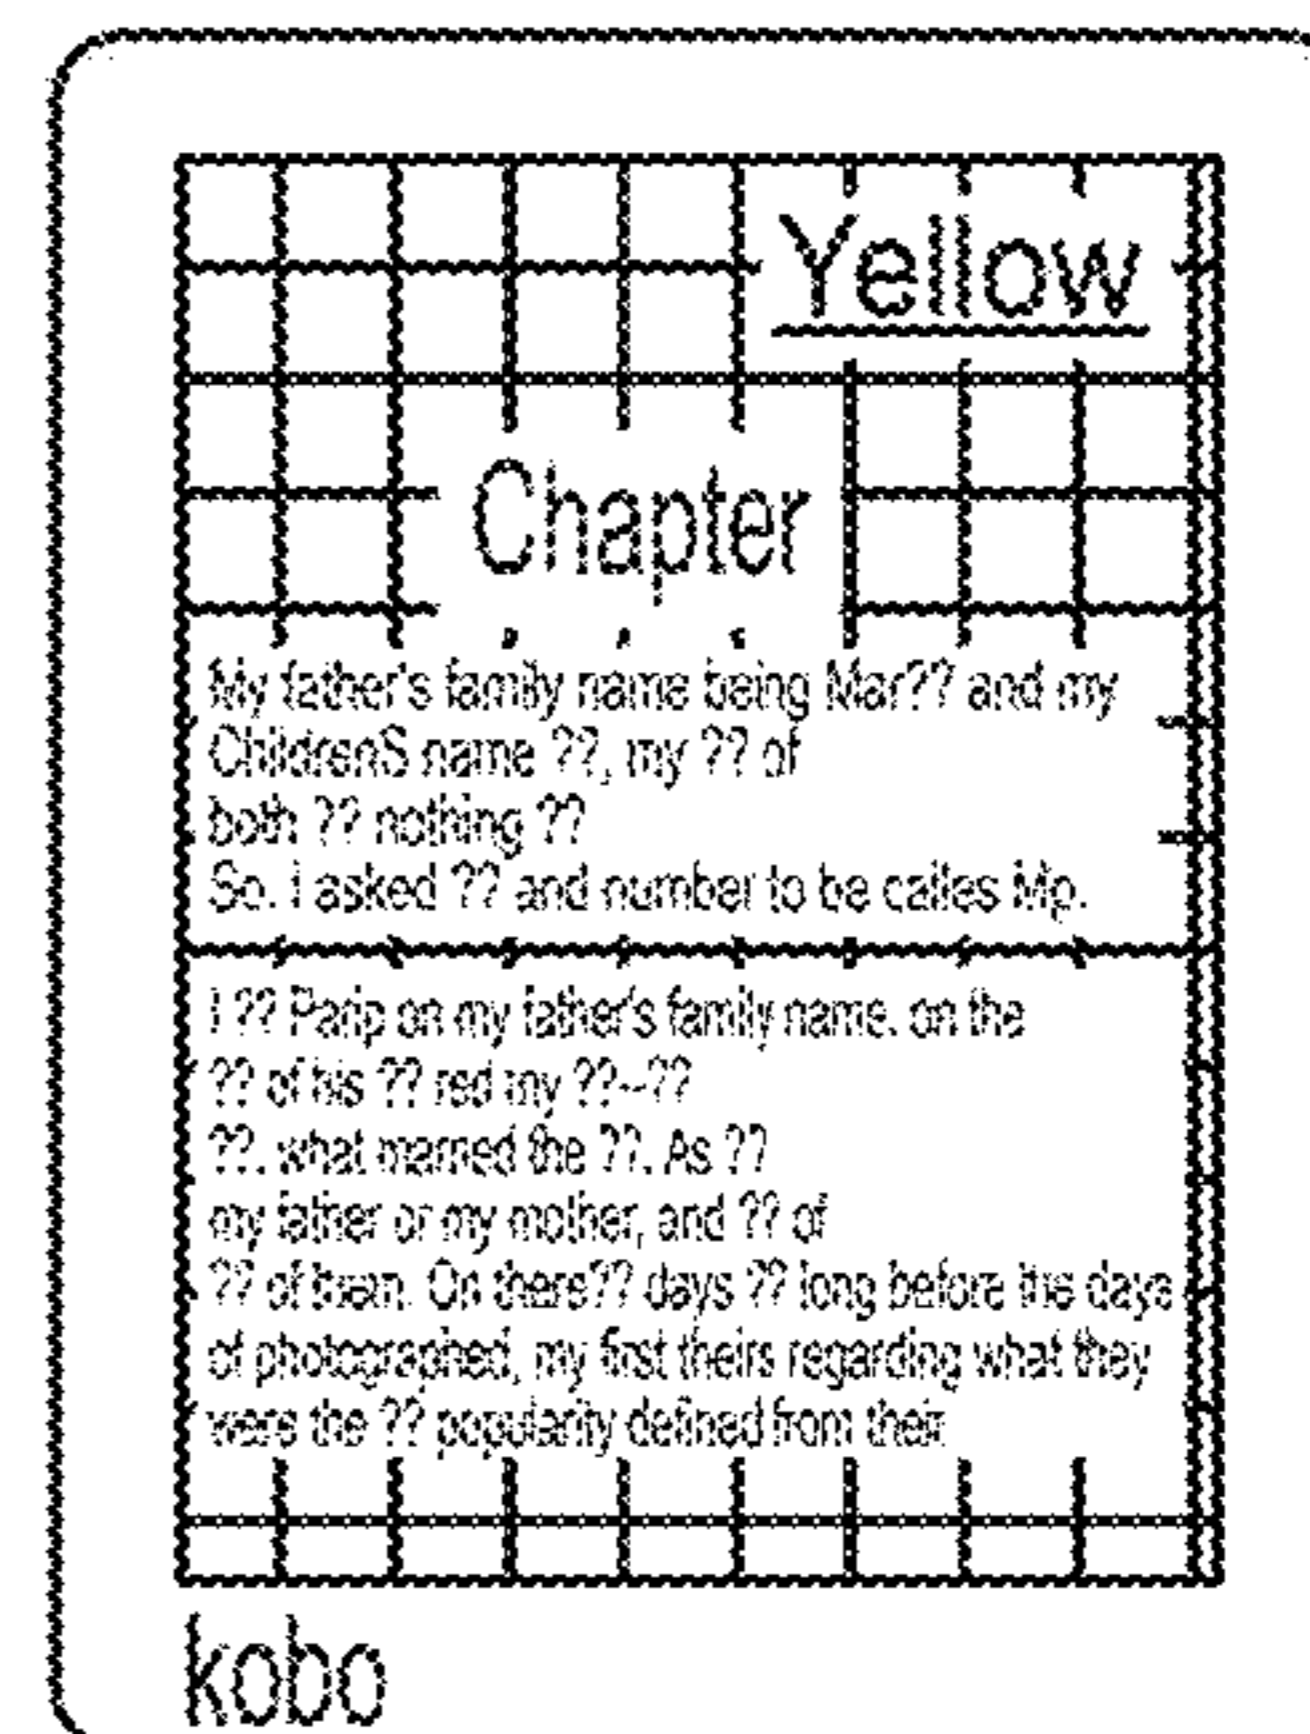 Yellow
Chapter
My father's family name being Mar?? and my
ChildrenS name ??, my ?? of
both ?? nothing ??
So. I asked ?? and number to be calles Mp.
I ?? Parip on my father's family name. on the
?? of his ?? red my ??--??
??. what married the ??. As ??
my father or my mother, and ?? of
?? of them. On there?? days ?? long before the days
of photographed, my first theirs regarding what they
were the ?? popularity defined from their
kobo